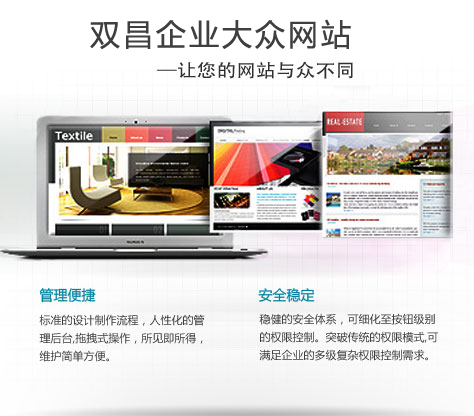 双昌企业大众网站
—让您的网站与众不同
Textile
REAL-ESTATE
管理便捷
标准的设计制作流程，人性化的管
理后台,拖拽式操作，所见即所得，
维护简单方便。
安全稳定
稳健的安全体系，可细化至按钮级别
的权限控制。突破传统的权限模式,可
满足企业的多级复杂权限控制需求。